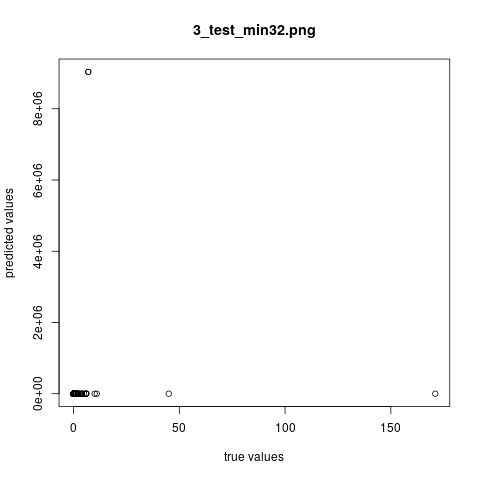 3_test_min32.png
8e+06
6e+06
4e+06
2e+06
0e+00
predicted values
0 50 100 150
true values